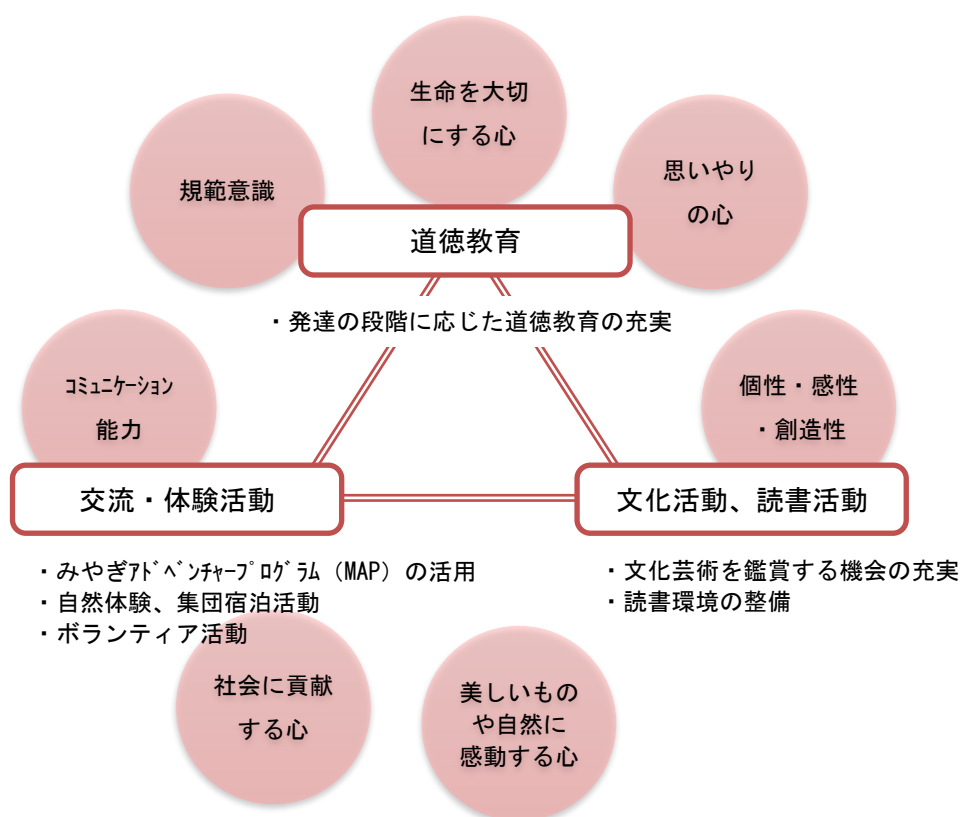 生命を大切
にする心
規範意識
思いやり
の心
道徳教育
・発達の段階に応じた道徳教育の充実
ｺﾐｭﾆｹｰｼｮﾝ
能力
個性・感性
・創造性
交流・体験活動
文化活動、読書活動
・みやぎｱﾄﾞﾍﾞﾝﾁｬｰﾌﾟﾛｸﾞﾗﾑ（MAP）の活用
・自然体験、集団宿泊活動
・ボランティア活動
・文化芸術を鑑賞する機会の充実
・読書環境の整備
社会に貢献
する心
美しいもの
や自然に
感動する心